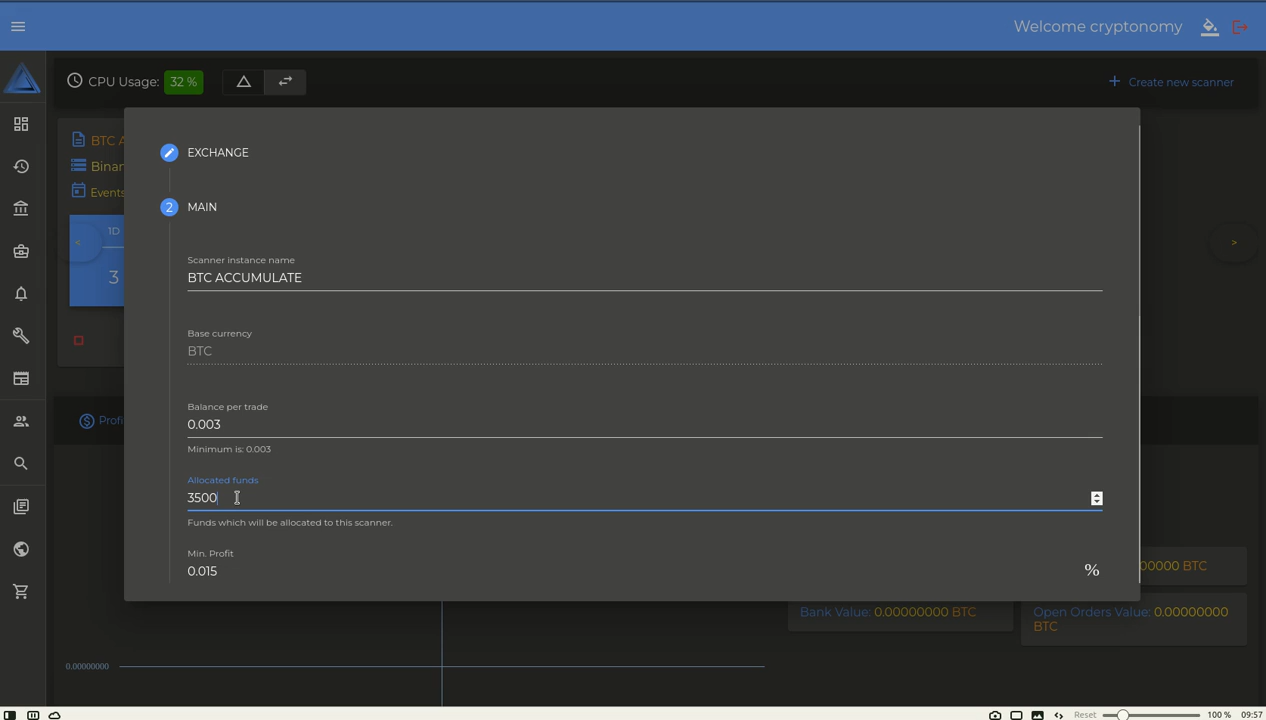 Welcome cryptonomy
CPU Usage: 32 %
+ Create new scanner
BTC A
Binan
Events
1D
<
3
>
Profi
EXCHANGE
2 MAIN
Scanner instance name
BTC ACCUMULATE
Base currency
BTC
Balance per trade
0.003
Minimum is: 0.003
Allocated funds
3500
Funds which will be allocated to this scanner.
Min. Profit
0.015 %
00000 BTC
Bank Value: 0.00000000 BTC
Open Orders Value: 0.00000000
BTC
0.00000000
Reset 100 % 09:57